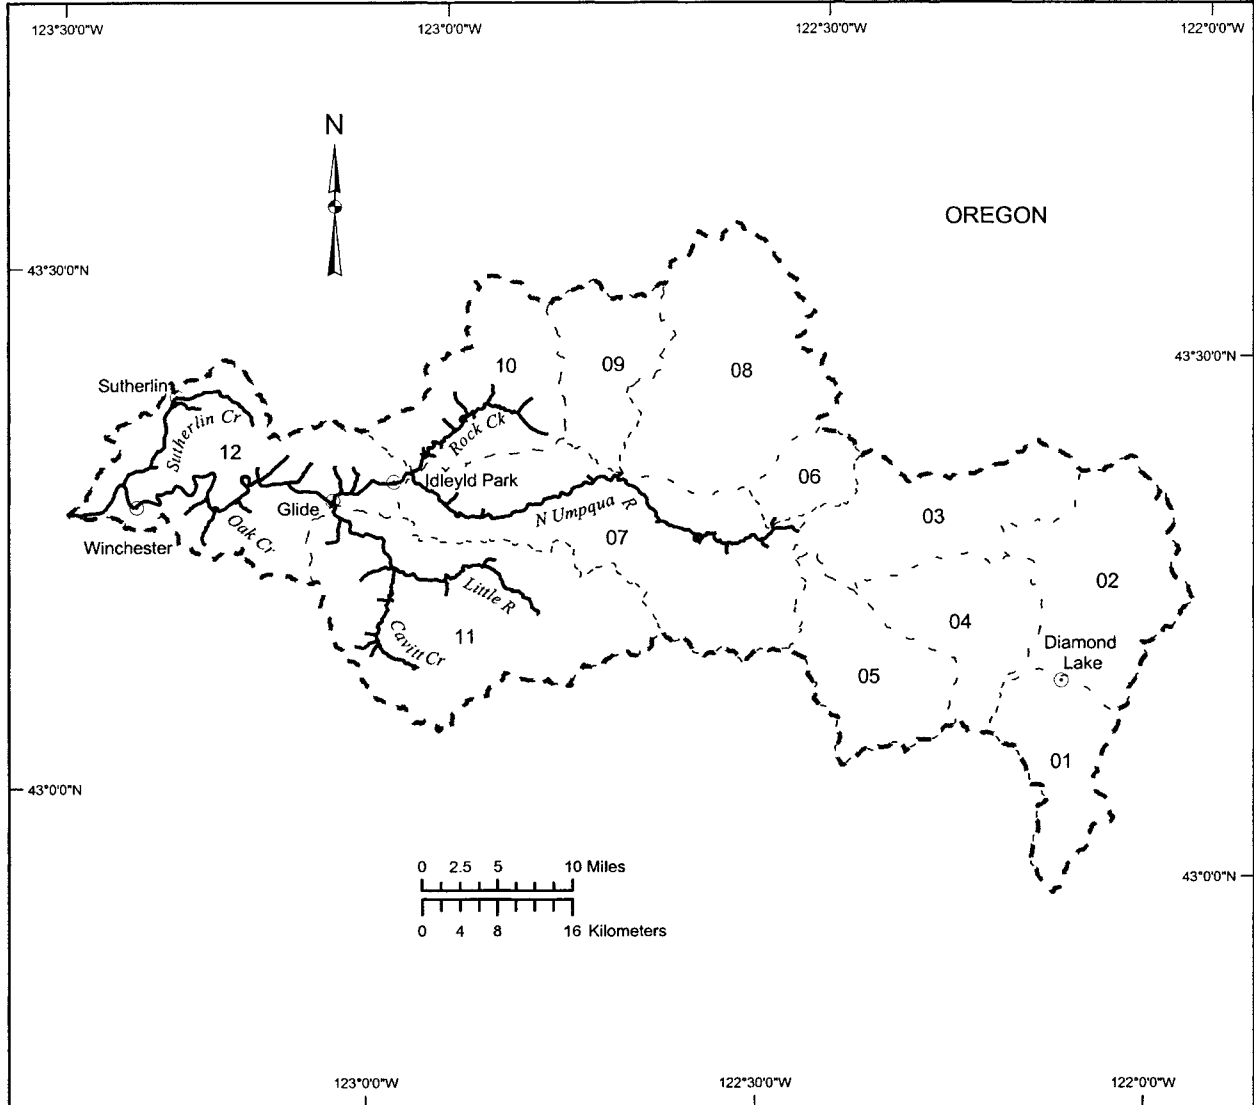 123°30'0"W 123°0'0"W 122°30'0"W 122°0'0"W
N
OREGON
43°30'0"N
43°30'0"N
10
09
08
Sutherlin
Sutherlin Cr
12
Rock Ck
Idleyld Park
06
Glide
N Umpqua R
03
Oak Cr
07
Winchester
02
Little R
04
11
Cavitt Cr
Diamond
Lake
05
01
43°0'0"N
0 2.5 5 10 Miles
43°0'0"N
0 4 8 16 Kilometers
123°0'0"W 122°30'0"W 122°0'0"W